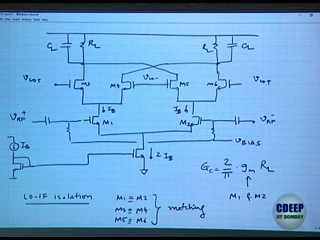 CL RL RL CL
VLO+ M3 M4 VLO- M5 M6 VLO+
IB IB
VRF+ M1 M2 VRF-
VBIAS
IB 2 IB
Gc = 2/π · gm RL
M1 & M2
LO-IF isolation
M1 ≡ M2
M3 ≡ M4
M5 ≡ M6
matching
CDEEP
IIT BOMBAY